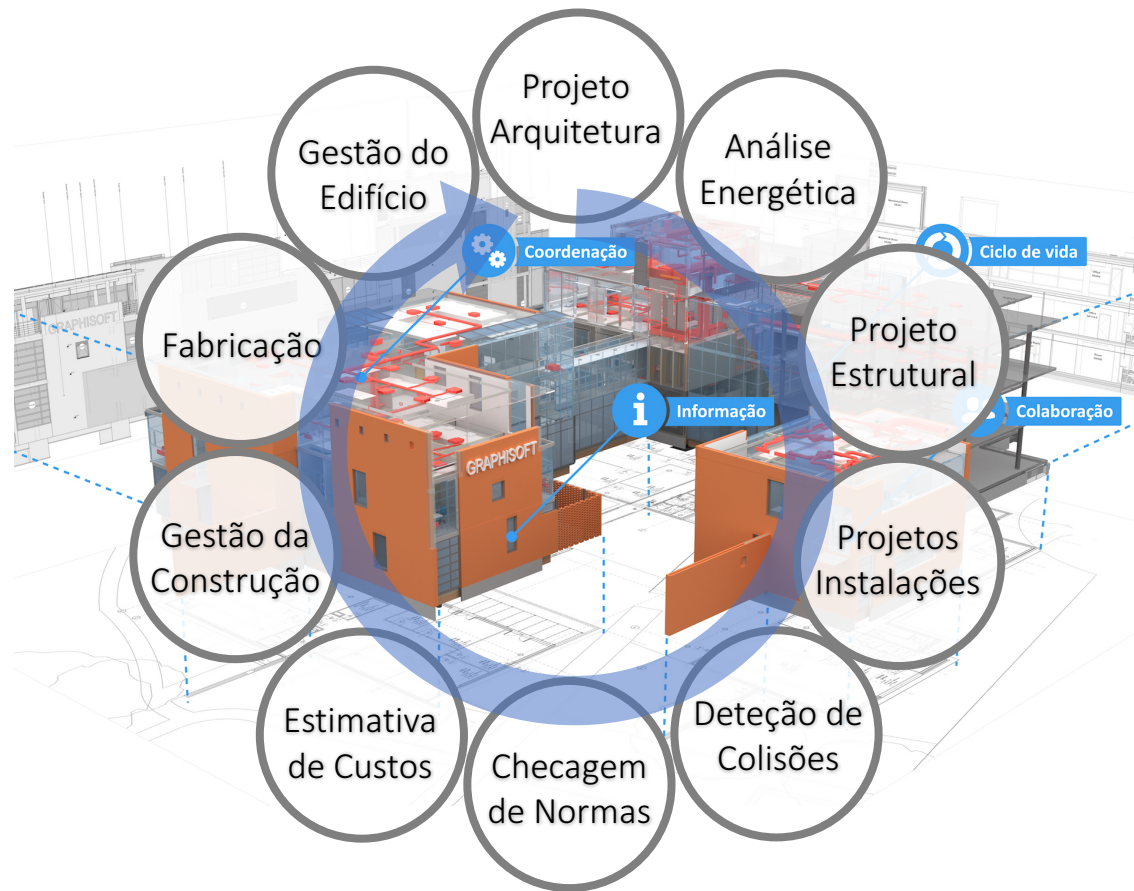 Projeto
Arquitetura
Análise
Energética
Projeto
Estrutural
Projetos
Instalações
Deteção de
Colisões
Checagem
de Normas
Estimativa
de Custos
Gestão da
Construção
Fabricação
Gestão do
Edifício
Coordenação
Ciclo de vida
Informação
Colaboração
GRAPHISOFT
GRAPHISOFT